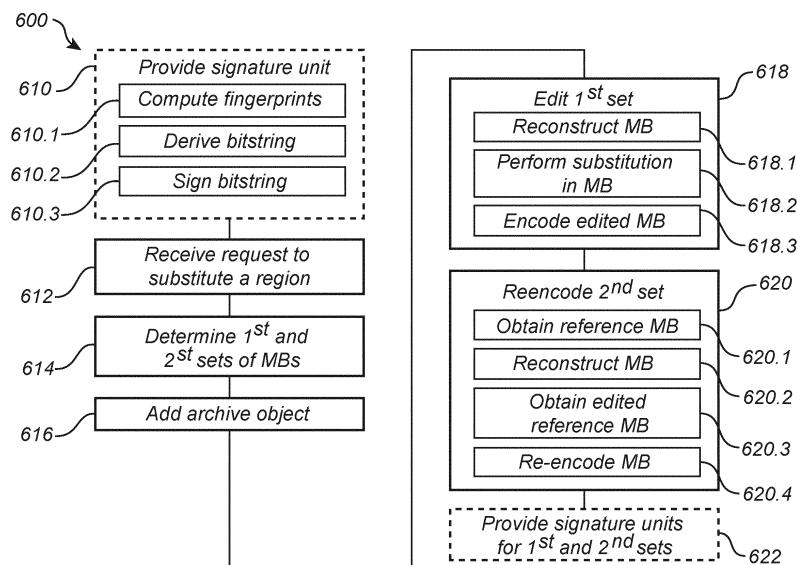 600
610
Provide signature unit
610.1
Compute fingerprints
610.2
Derive bitstring
610.3
Sign bitstring
612
Receive request to
substitute a region
614
Determine 1st and
2st sets of MBs
616
Add archive object
618
Edit 1st set
Reconstruct MB
618.1
Perform substitution
in MB
618.2
Encode edited MB
618.3
620
Reencode 2nd set
Obtain reference MB
620.1
Reconstruct MB
620.2
Obtain edited
reference MB
620.3
Re-encode MB
620.4
Provide signature units
for 1st and 2nd sets
622